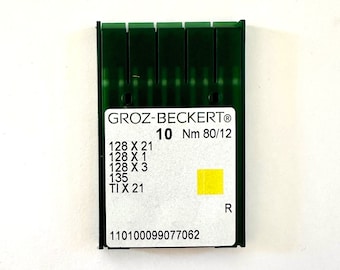 GROZ-BECKERT®
10 Nm 80/12
128 X 21
128 X 1
128 X 3
135
TI X 21
R
110100099077062